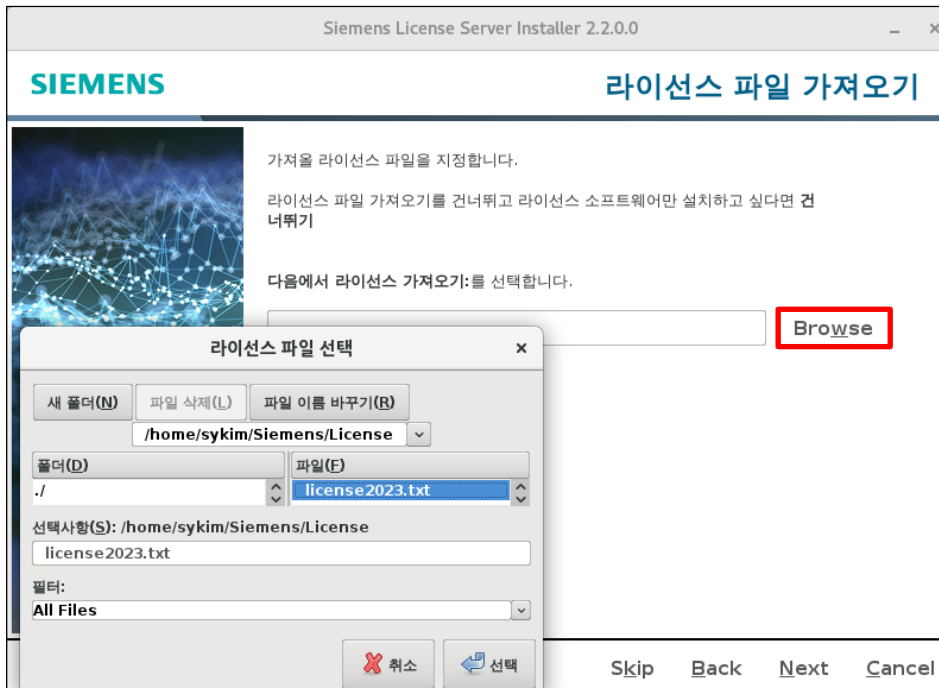 Siemens License Server Installer 2.2.0.0
SIEMENS
라이선스 파일 가져오기
가져올 라이선스 파일을 지정합니다.
라이선스 파일 가져오기를 건너뛰고 라이선스 소프트웨어만 설치하고 싶다면 건
너뛰기
다음에서 라이선스 가져오기:를 선택합니다.
Browse
라이선스 파일 선택
새 폴더(N) 파일 삭제(L) 파일 이름 바꾸기(R)
/home/sykim/Siemens/License
폴더(D) 파일(F)
./ license2023.txt
선택사항(S): /home/sykim/Siemens/License
license2023.txt
필터:
All Files
취소 선택
Skip Back Next Cancel